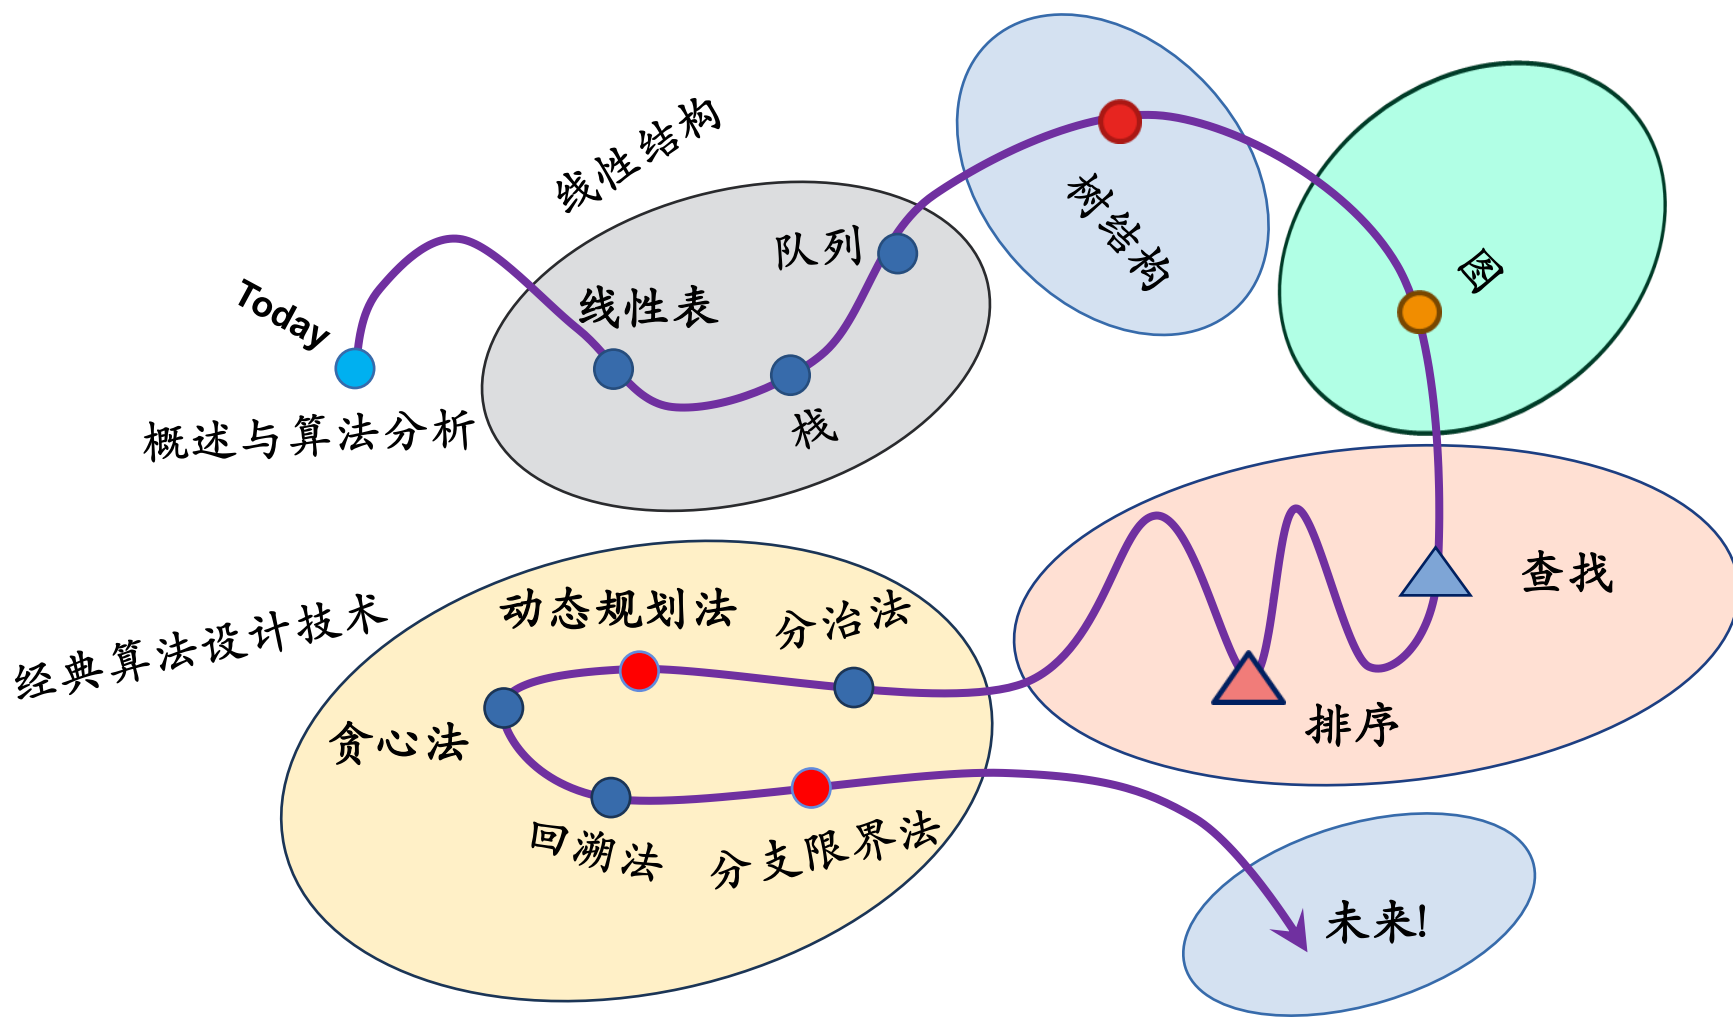 Today
概述与算法分析
线性结构
线性表
栈
队列
树结构
图
查找
排序
经典算法设计技术
分治法
动态规划法
贪心法
回溯法
分支限界法
未来!